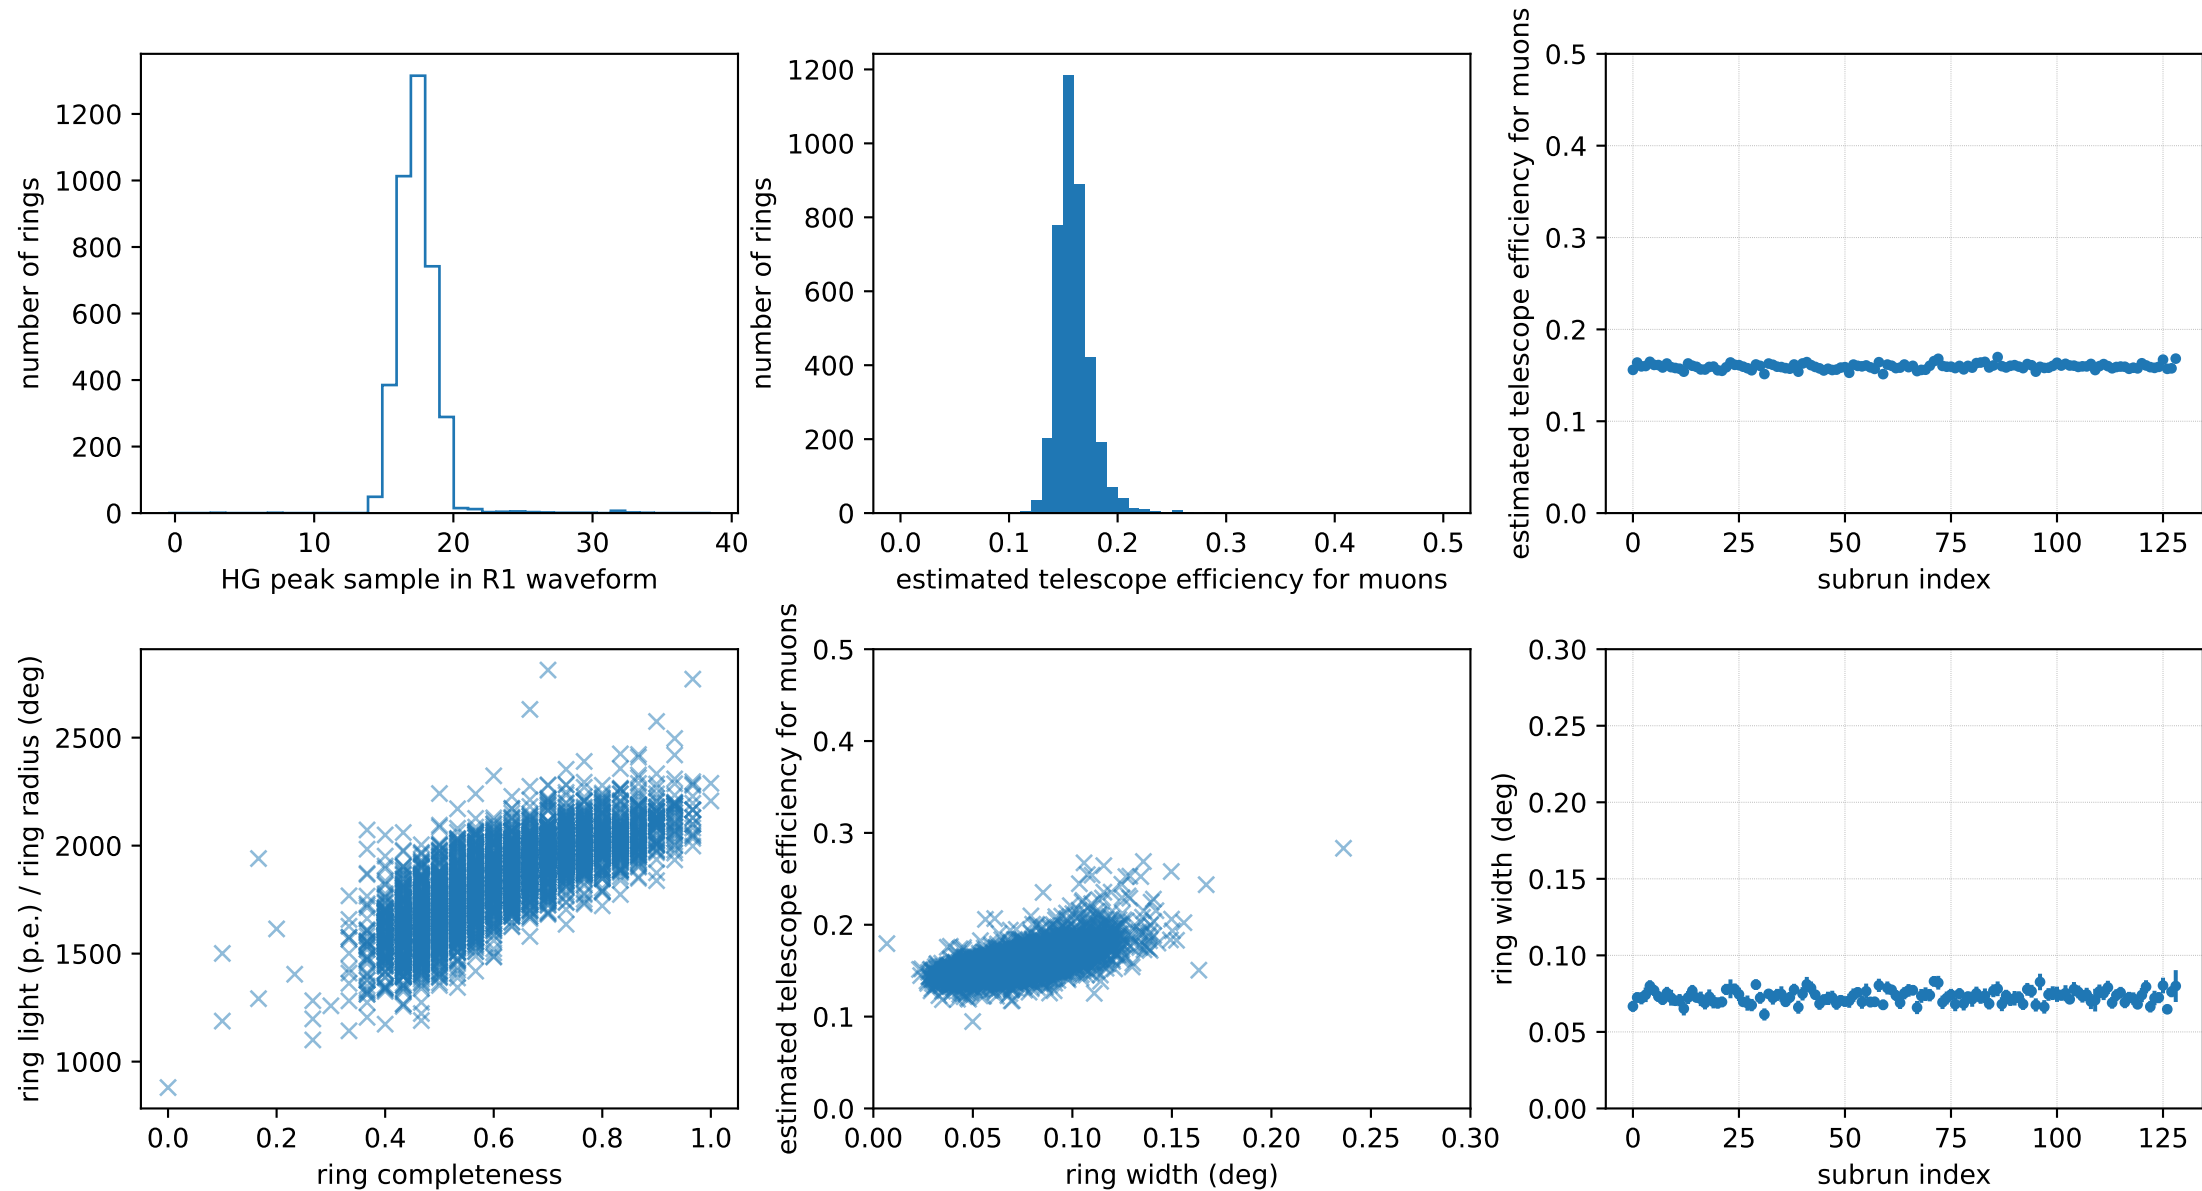 number of rings
1200
1000
800
600
400
200
0
0 10 20 30 40
HG peak sample in R1 waveform
number of rings
1200
1000
800
600
400
200
0
0.0 0.1 0.2 0.3 0.4 0.5
estimated telescope efficiency for muons
estimated telescope efficiency for muons
0.5
0.4
0.3
0.2
0.1
0.0
0 25 50 75 100 125
subrun index
ring light (p.e.) / ring radius (deg)
2500
2000
1500
1000
0.0 0.2 0.4 0.6 0.8 1.0
ring completeness
estimated telescope efficiency for muons
0.5
0.4
0.3
0.2
0.1
0.0
0.00 0.05 0.10 0.15 0.20 0.25 0.30
ring width (deg)
ring width (deg)
0.30
0.25
0.20
0.15
0.10
0.05
0.00
0 25 50 75 100 125
subrun index